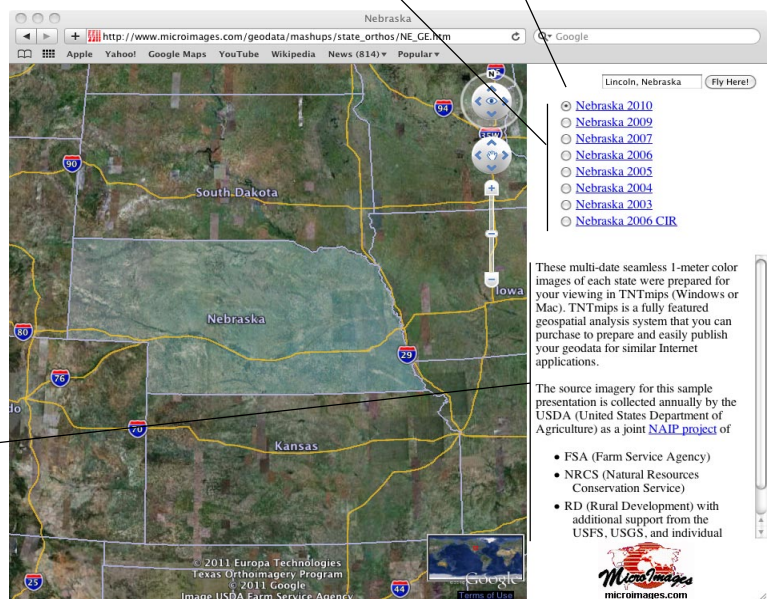 Nebraska
http://www.microimages.com/geodata/mashups/state_orthos/NE_GE.htm
Google
Apple Yahoo! Google Maps YouTube Wikipedia News (814) Popular
Lincoln, Nebraska Fly Here!
Nebraska 2010
Nebraska 2009
Nebraska 2007
Nebraska 2006
Nebraska 2005
Nebraska 2004
Nebraska 2003
Nebraska 2006 CIR
N
94
35W
90
South Dakota
Iowa
Nebraska
80
29
76
do
70
Kansas
25
44
© 2011 Europa Technologies
Texas Orthoimagery Program
© 2011 Google
Image USDA Farm Service Agency
Google
Terms of Use
These multi-date seamless 1-meter color
images of each state were prepared for
your viewing in TNTmips (Windows or
Mac). TNTmips is a fully featured
geospatial analysis system that you can
purchase to prepare and easily publish
your geodata for similar Internet
applications.
The source imagery for this sample
presentation is collected annually by the
USDA (United States Department of
Agriculture) as a joint NAIP project of
• FSA (Farm Service Agency)
• NRCS (Natural Resources
Conservation Service)
• RD (Rural Development) with
additional support from the
USFS, USGS, and individual
MicroImages
microimages.com